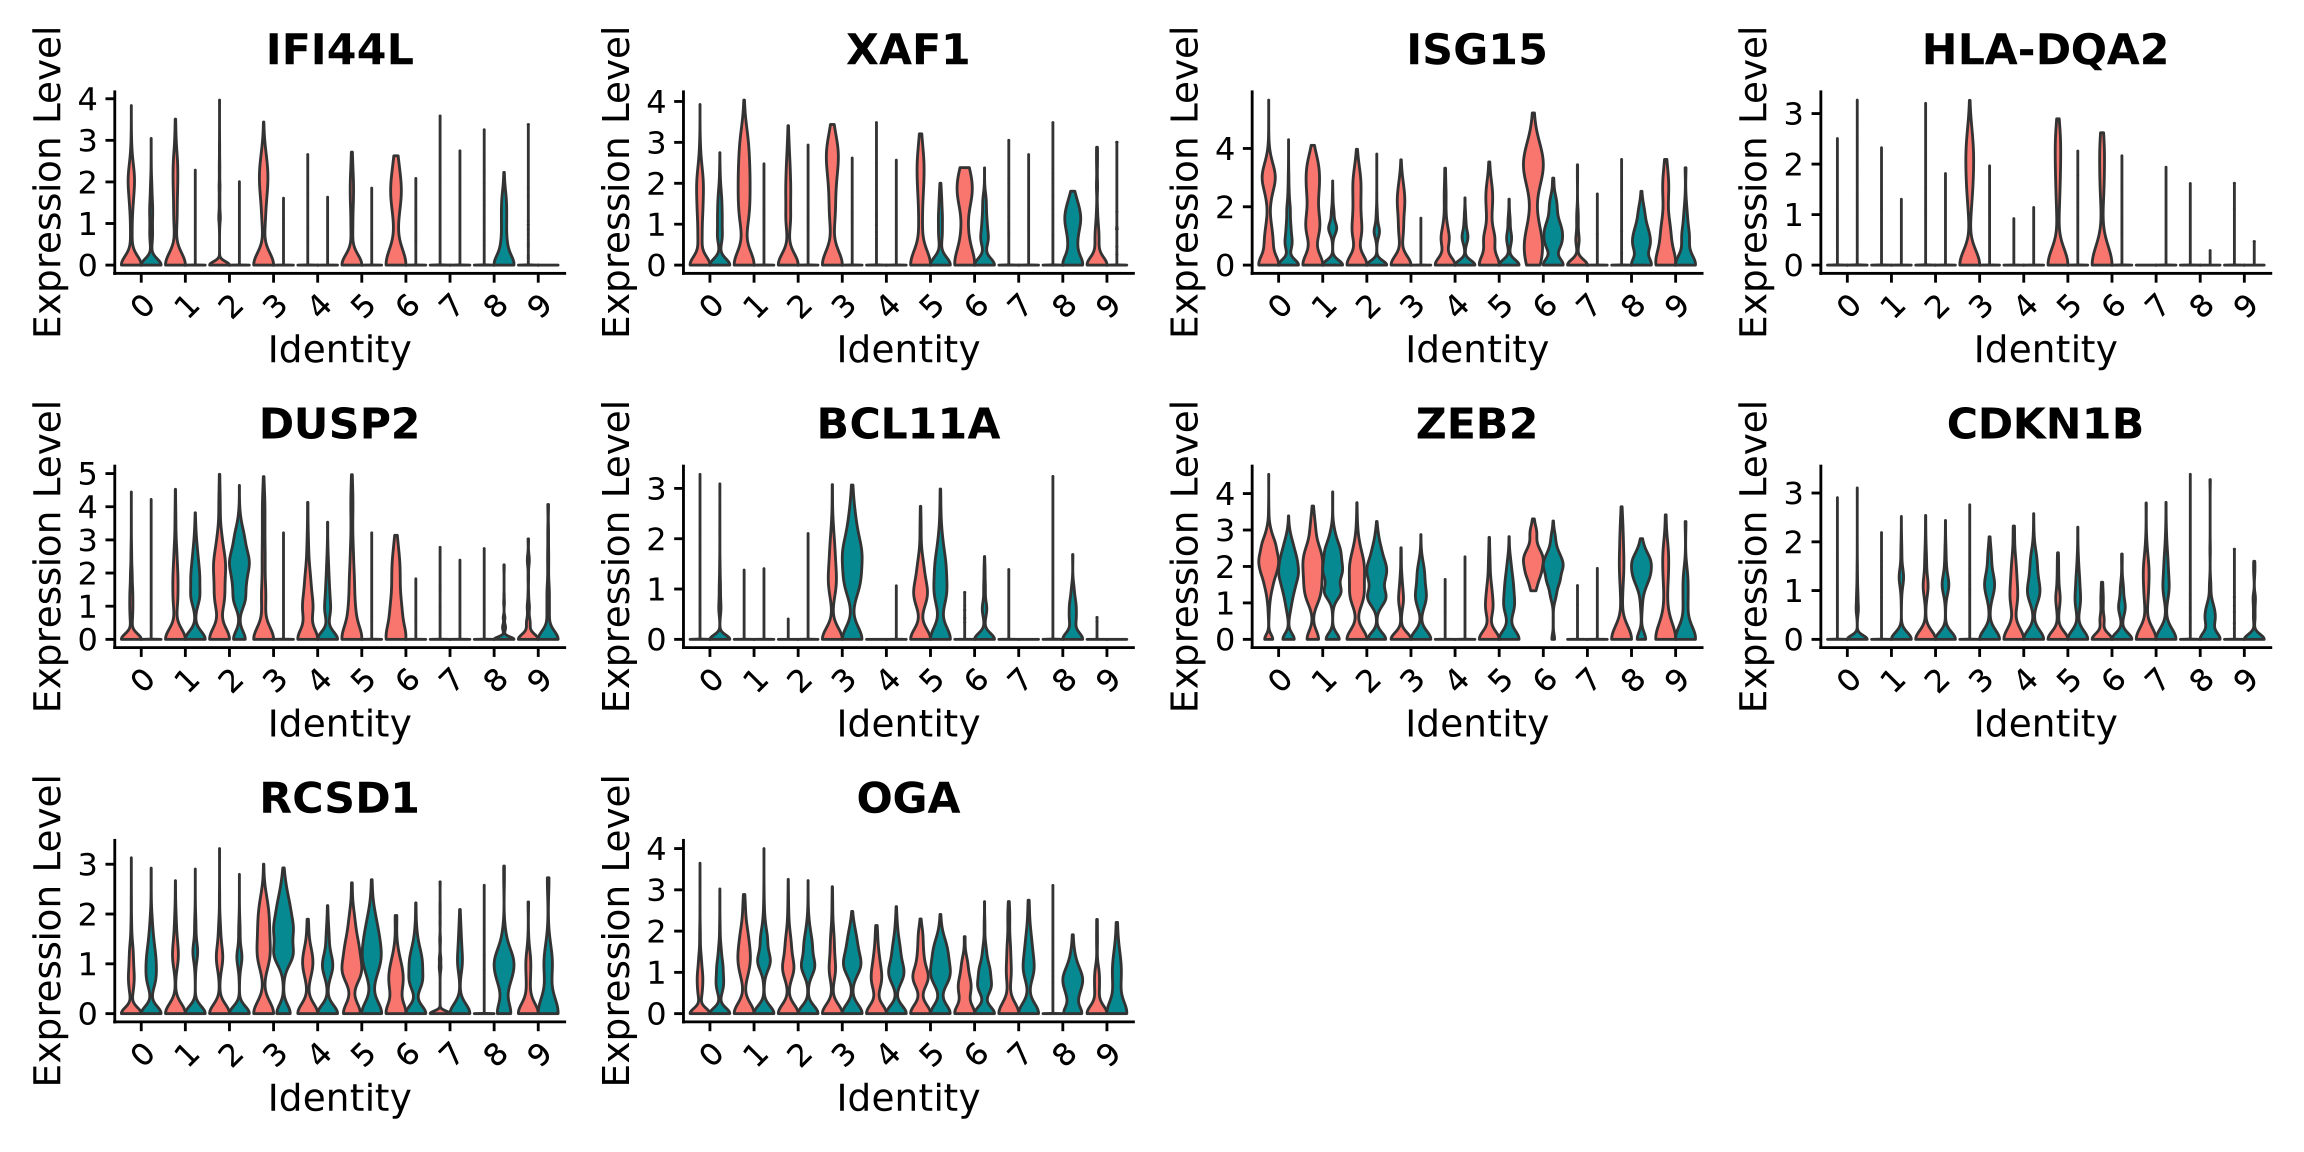 IFI44L XAF1 ISG15 HLA-DQA2
Expression Level Expression Level Expression Level Expression Level
4 3 2 1 0 4 3 2 1 0 4 2 0 3 2 1 0
0 1 2 3 4 5 6 7 8 9 0 1 2 3 4 5 6 7 8 9 0 1 2 3 4 5 6 7 8 9 0 1 2 3 4 5 6 7 8 9
Identity Identity Identity Identity
DUSP2 BCL11A ZEB2 CDKN1B
Expression Level Expression Level Expression Level Expression Level
5 4 3 2 1 0 3 2 1 0 4 3 2 1 0 3 2 1 0
0 1 2 3 4 5 6 7 8 9 0 1 2 3 4 5 6 7 8 9 0 1 2 3 4 5 6 7 8 9 0 1 2 3 4 5 6 7 8 9
Identity Identity Identity Identity
RCSD1 OGA
Expression Level Expression Level
3 2 1 0 4 3 2 1 0
0 1 2 3 4 5 6 7 8 9 0 1 2 3 4 5 6 7 8 9
Identity Identity